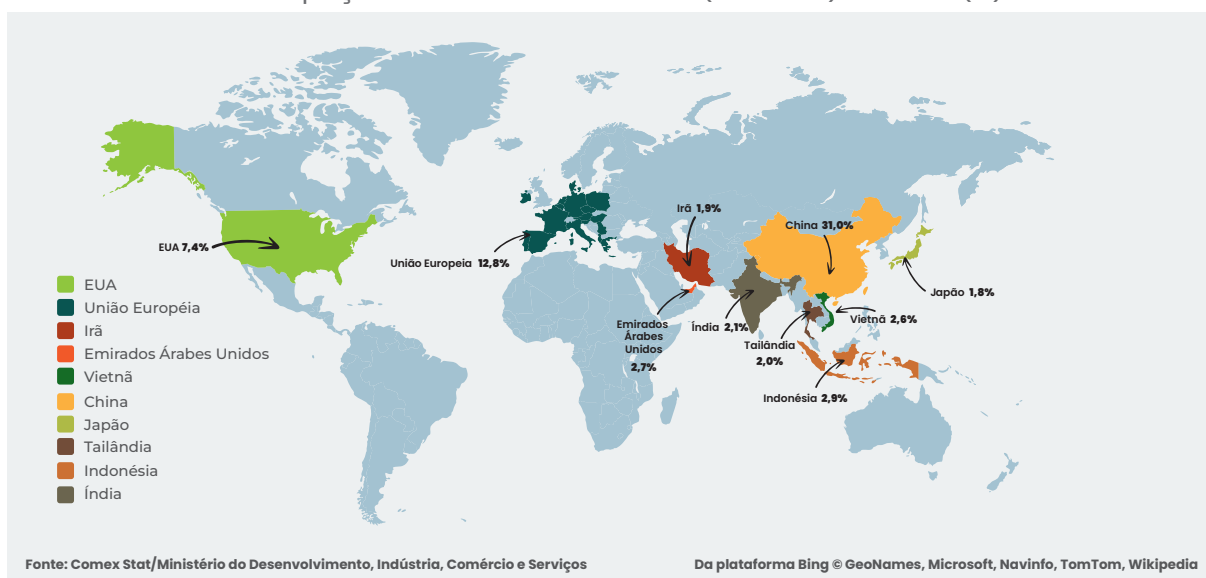 Irã 1,9%
China 31,0%
EUA 7,4%
União Europeia 12,8%
Japão 1,8%
Vietnã 2,6%
Índia 2,1%
Emirados
Árabes
Unidos
2,7%
Tailândia
2,0%
Indonésia 2,9%
EUA
União Européia
Irã
Emirados Árabes Unidos
Vietnã
China
Japão
Tailândia
Indonésia
Índia
Fonte: Comex Stat/Ministério do Desenvolvimento, Indústria, Comércio e Serviços
Da plataforma Bing © GeoNames, Microsoft, Navinfo, TomTom, Wikipedia